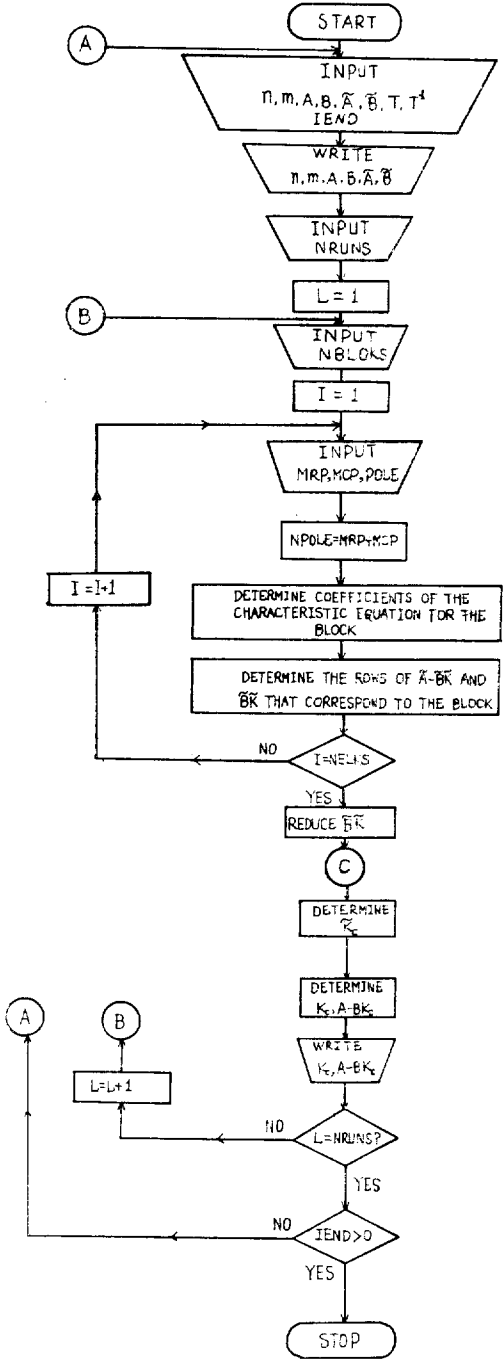 START
A
INPUT
n, m, A, B, Ã, B̃, T, T⁻¹
IEND
WRITE
n, m, A, B, Ã, B̃
INPUT
NRUNS
L = 1
B
INPUT
NBLOKS
I = 1
INPUT
MRP, MCP, POLE
NPOLE=MRP+MCP
I = I+1
DETERMINE COEFFICIENTS OF THE
CHARACTERISTIC EQUATION FOR THE
BLOCK
DETERMINE THE ROWS OF Ã-B̃K̃ AND
B̃K̃ THAT CORRESPOND TO THE BLOCK
NO
I=NBLKS
YES
REDUCE B̃K̃
C
DETERMINE
K̃c
DETERMINE
Kc, A-BKc
A
B
WRITE
Kc, A-BKc
L=L+1
NO
L=NRUNS?
YES
NO
IEND>0
YES
STOP